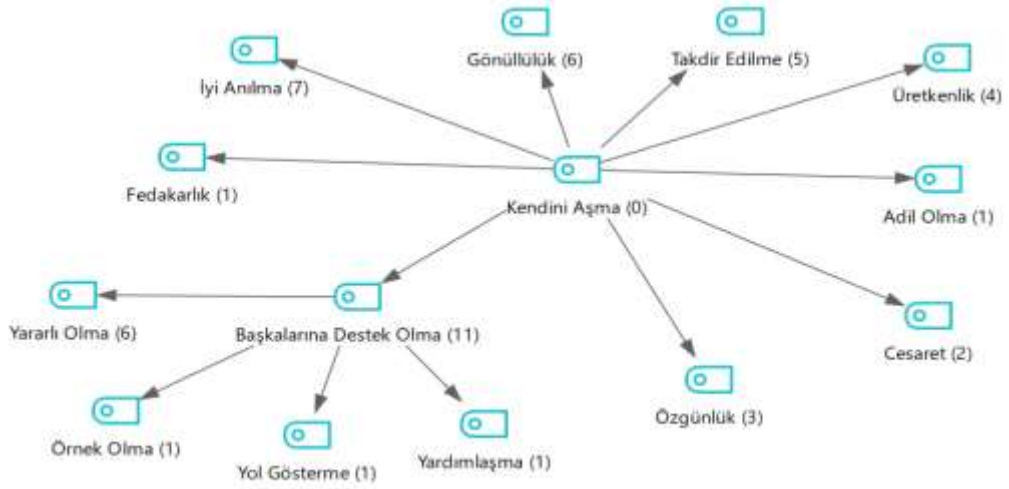 Gönüllülük (6)
Takdir Edilme (5)
İyi Anılma (7)
Üretkenlik (4)
Fedakarlık (1)
Kendini Aşma (0)
Adil Olma (1)
Yararlı Olma (6)
Başkalarına Destek Olma (11)
Cesaret (2)
Özgünlük (3)
Örnek Olma (1)
Yol Gösterme (1)
Yardımlaşma (1)